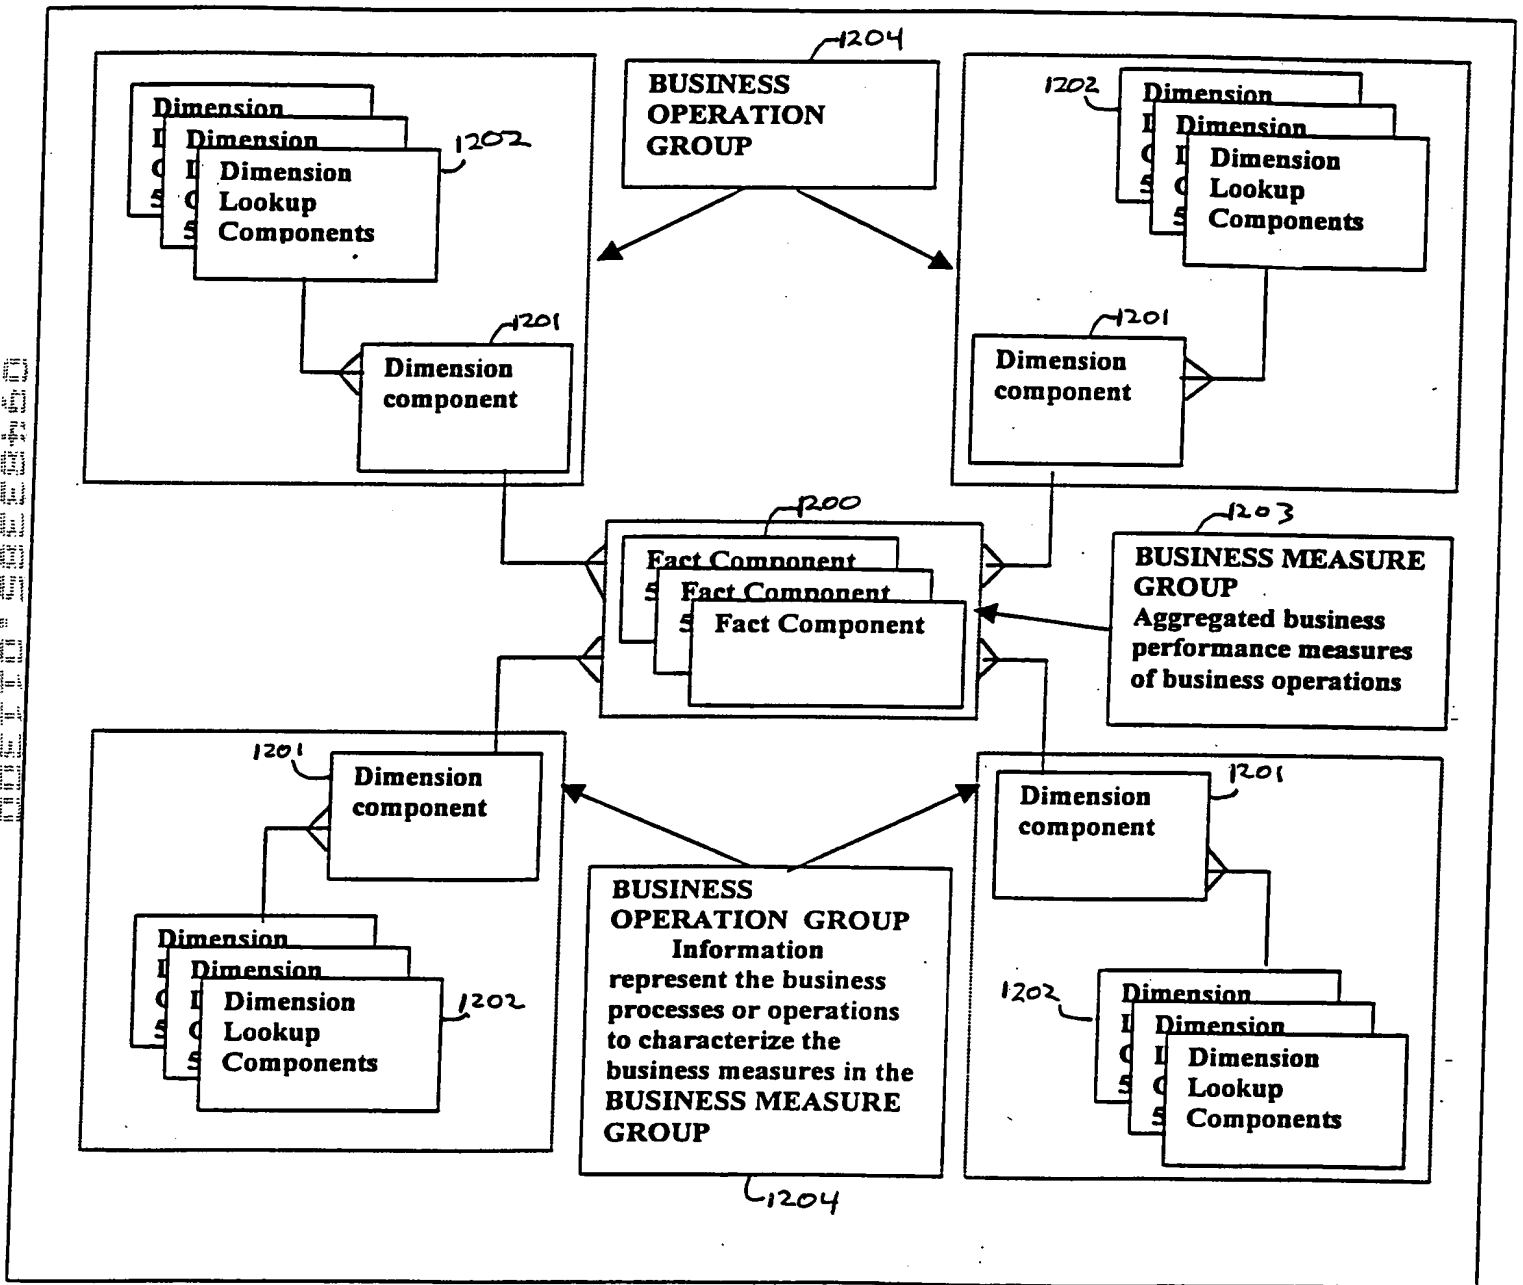 1204
BUSINESS
OPERATION
GROUP
Dimension
Dimension
Dimension
Lookup
Components
1202
1202
Dimension
Dimension
Dimension
Lookup
Components
1201
Dimension
component
1201
Dimension
component
1200
Fact Component
5 Fact Component
5 Fact Component
1203
BUSINESS MEASURE
GROUP
Aggregated business
performance measures
of business operations
1201
Dimension
component
1201
Dimension
component
Dimension
Dimension
Dimension
Lookup
Components
1202
BUSINESS
OPERATION GROUP
Information
represent the business
processes or operations
to characterize the
business measures in the
BUSINESS MEASURE
GROUP
1204
1202
Dimension
Dimension
Dimension
Lookup
Components